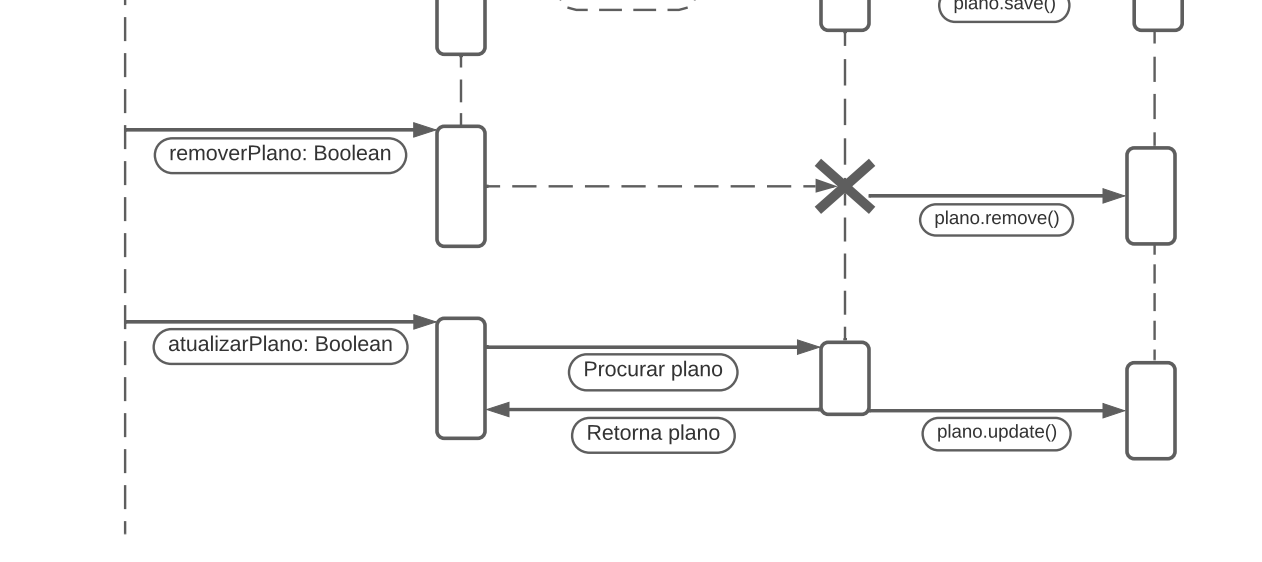 plano.save()
removerPlano: Boolean
plano.remove()
atualizarPlano: Boolean
Procurar plano
Retorna plano
plano.update()